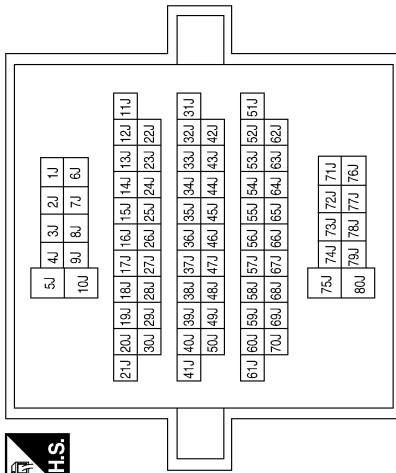 H.S.
5J 4J 3J 2J 1J
10J 9J 8J 7J 6J
21J 20J 19J 18J 17J 16J 15J 14J 13J 12J 11J
30J 29J 28J 27J 26J 25J 24J 23J 22J
41J 40J 39J 38J 37J 36J 35J 34J 33J 32J 31J
50J 49J 48J 47J 46J 45J 44J 43J 42J
61J 60J 59J 58J 57J 56J 55J 54J 53J 52J 51J
70J 69J 68J 67J 66J 65J 64J 63J 62J
75J 74J 73J 72J 71J
80J 79J 78J 77J 76J